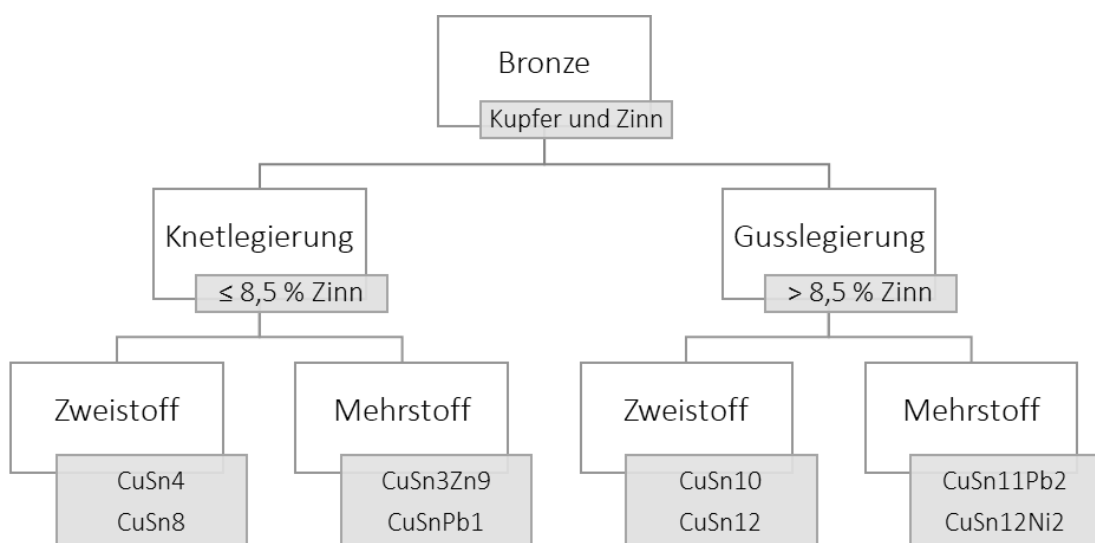 Bronze
Kupfer und Zinn
Knetlegierung
≤ 8,5 % Zinn
Gusslegierung
> 8,5 % Zinn
Zweistoff
CuSn4
CuSn8
Mehrstoff
CuSn3Zn9
CuSnPb1
Zweistoff
CuSn10
CuSn12
Mehrstoff
CuSn11Pb2
CuSn12Ni2